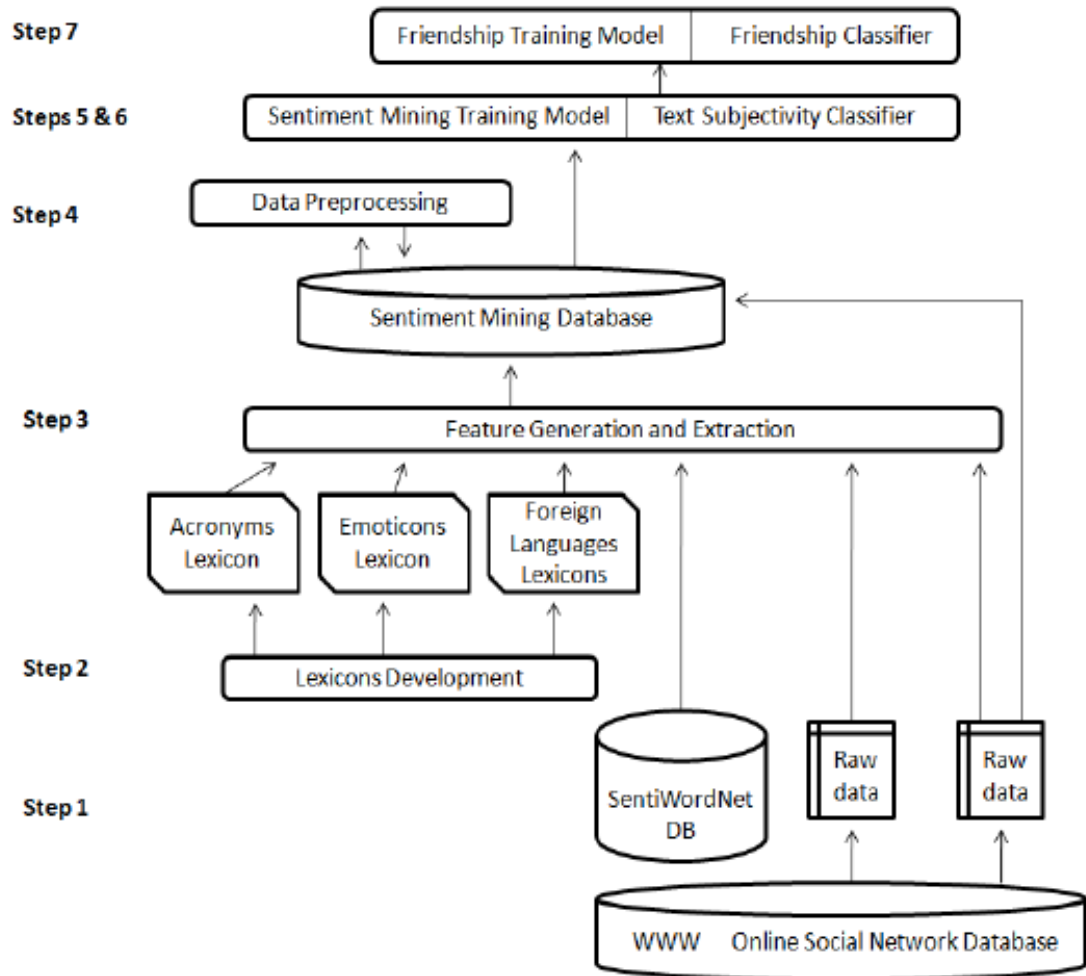 Step 7
Friendship Training Model
Friendship Classifier
Steps 5 & 6
Sentiment Mining Training Model
Text Subjectivity Classifier
Step 4
Data Preprocessing
Sentiment Mining Database
Step 3
Feature Generation and Extraction
Acronyms
Lexicon
Emoticons
Lexicon
Foreign
Languages
Lexicons
Step 2
Lexicons Development
Step 1
SentiWordNet
DB
Raw
data
Raw
data
WWW
Online Social Network Database